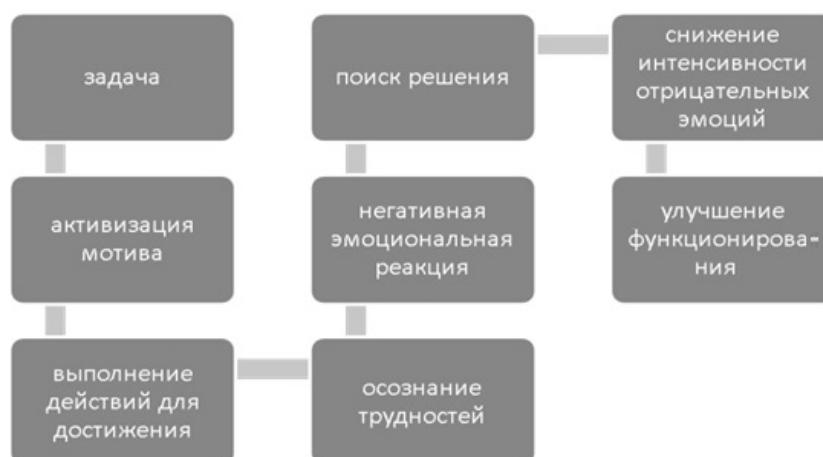 задача
активизация
мотива
выполнение
действий для
достижения
осознание
трудностей
негативная
эмоциональная
реакция
поиск решения
снижение
интенсивности
отрицательных
эмоций
улучшение
функционирова-
ния